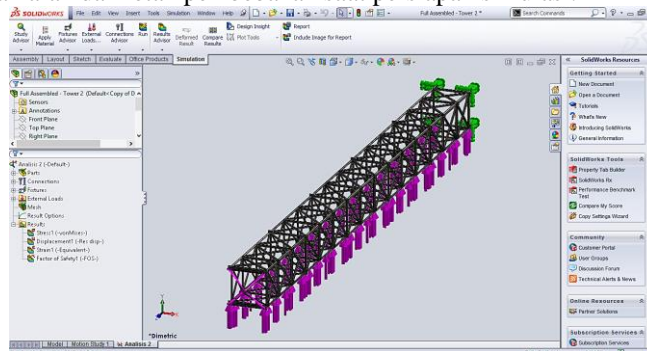 SOLIDWORKS File Edit View Insert Tools Simulation Window Help Full Assembled - Tower 2 * Search Commands
Study Advisor Apply Material Fixtures Advisor External Loads... Connections Advisor Run Results Advisor Deformed Result Compare Results Design Insight Plot Tools Report Include Image for Report
Assembly Layout Sketch Evaluate Office Products Simulation
Full Assembled - Tower 2 (Default<Copy of D
Sensors
Annotations
Front Plane
Top Plane
Right Plane
Analisis 2 (-Default-)
Parts
Connections
Fixtures
External Loads
Mesh
Result Options
Results
Stress1 (-vonMises-)
Displacement1 (-Res disp-)
Strain1 (-Equivalent-)
Factor of Safety1 (-FOS-)
*Dimetric
Model Motion Study 1 Analisis 2
SolidWorks Resources
Getting Started
New Document
Open a Document
Tutorials
What's New
Introducing SolidWorks
General Information
SolidWorks Tools
Property Tab Builder
SolidWorks Rx
Performance Benchmark Test
Compare My Score
Copy Settings Wizard
Community
Customer Portal
User Groups
Discussion Forum
Technical Alerts & News
Online Resources
Partner Solutions
Subscription Services
Subscription Services